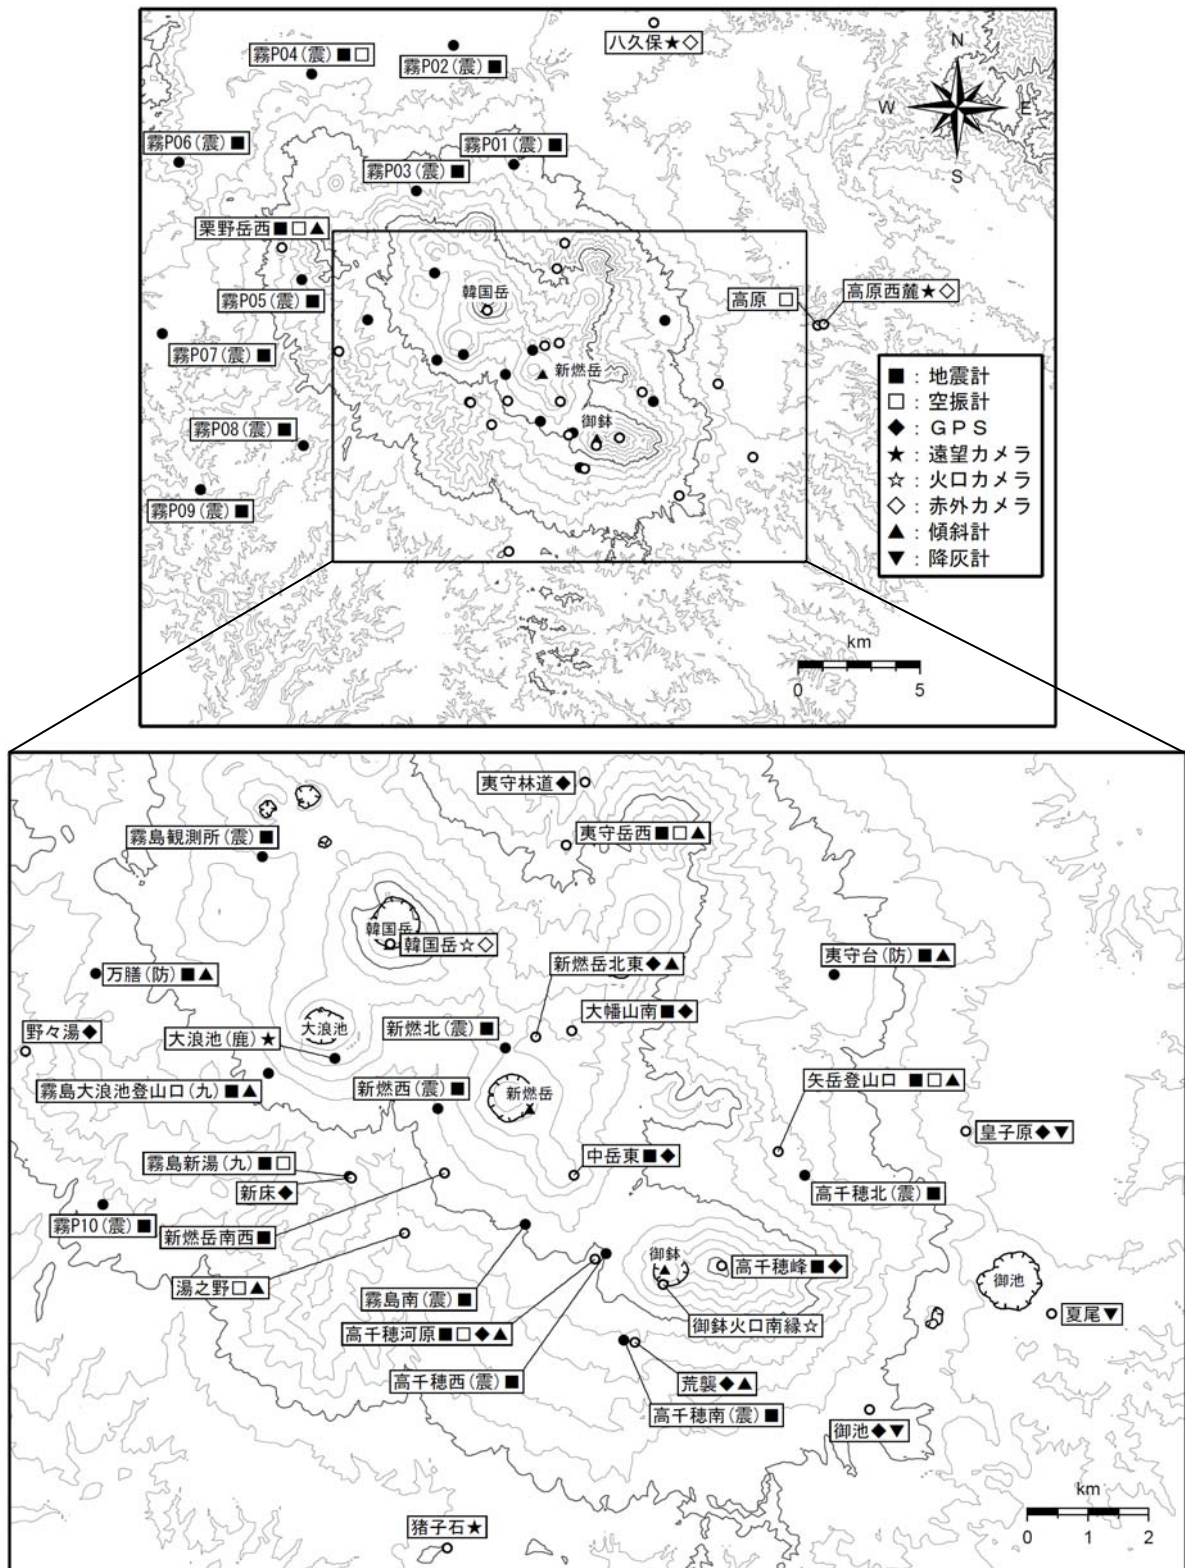 霧P04(震)■□
霧P02(震)■
八久保★◇
N
W
E
S
霧P06(震)■
霧P01(震)■
霧P03(震)■
栗野岳西■□▲
韓国岳
高原 □
高原西麓★◇
霧P05(震)■
霧P07(震)■
新燃岳
御鉢
霧P08(震)■
霧P09(震)■
■：地震計
□：空振計
◆：ＧＰＳ
★：遠望カメラ
☆：火口カメラ
◇：赤外カメラ
▲：傾斜計
▼：降灰計
km
0
5
夷守林道◆
霧島観測所(震)■
夷守岳西■□▲
韓国岳
韓国岳☆◇
新燃岳北東◆▲
夷守台(防)■▲
万膳(防)■▲
大幡山南■◆
大浪池
野々湯◆
大浪池(鹿)★
新燃北(震)■
霧島大浪池登山口(九)■▲
新燃西(震)■
新燃岳
矢岳登山口 ■□▲
皇子原◆▼
霧島新湯(九)■□
中岳東■◆
新床◆
高千穂北(震)■
霧P10(震)■
新燃岳南西■
御鉢
高千穂峰■◆
御池
湯之野□▲
霧島南(震)■
夏尾▼
高千穂河原■□◆▲
御鉢火口南縁☆
高千穂西(震)■
荒襲◆▲
高千穂南(震)■
御池◆▼
km
0
1
2
猪子石★